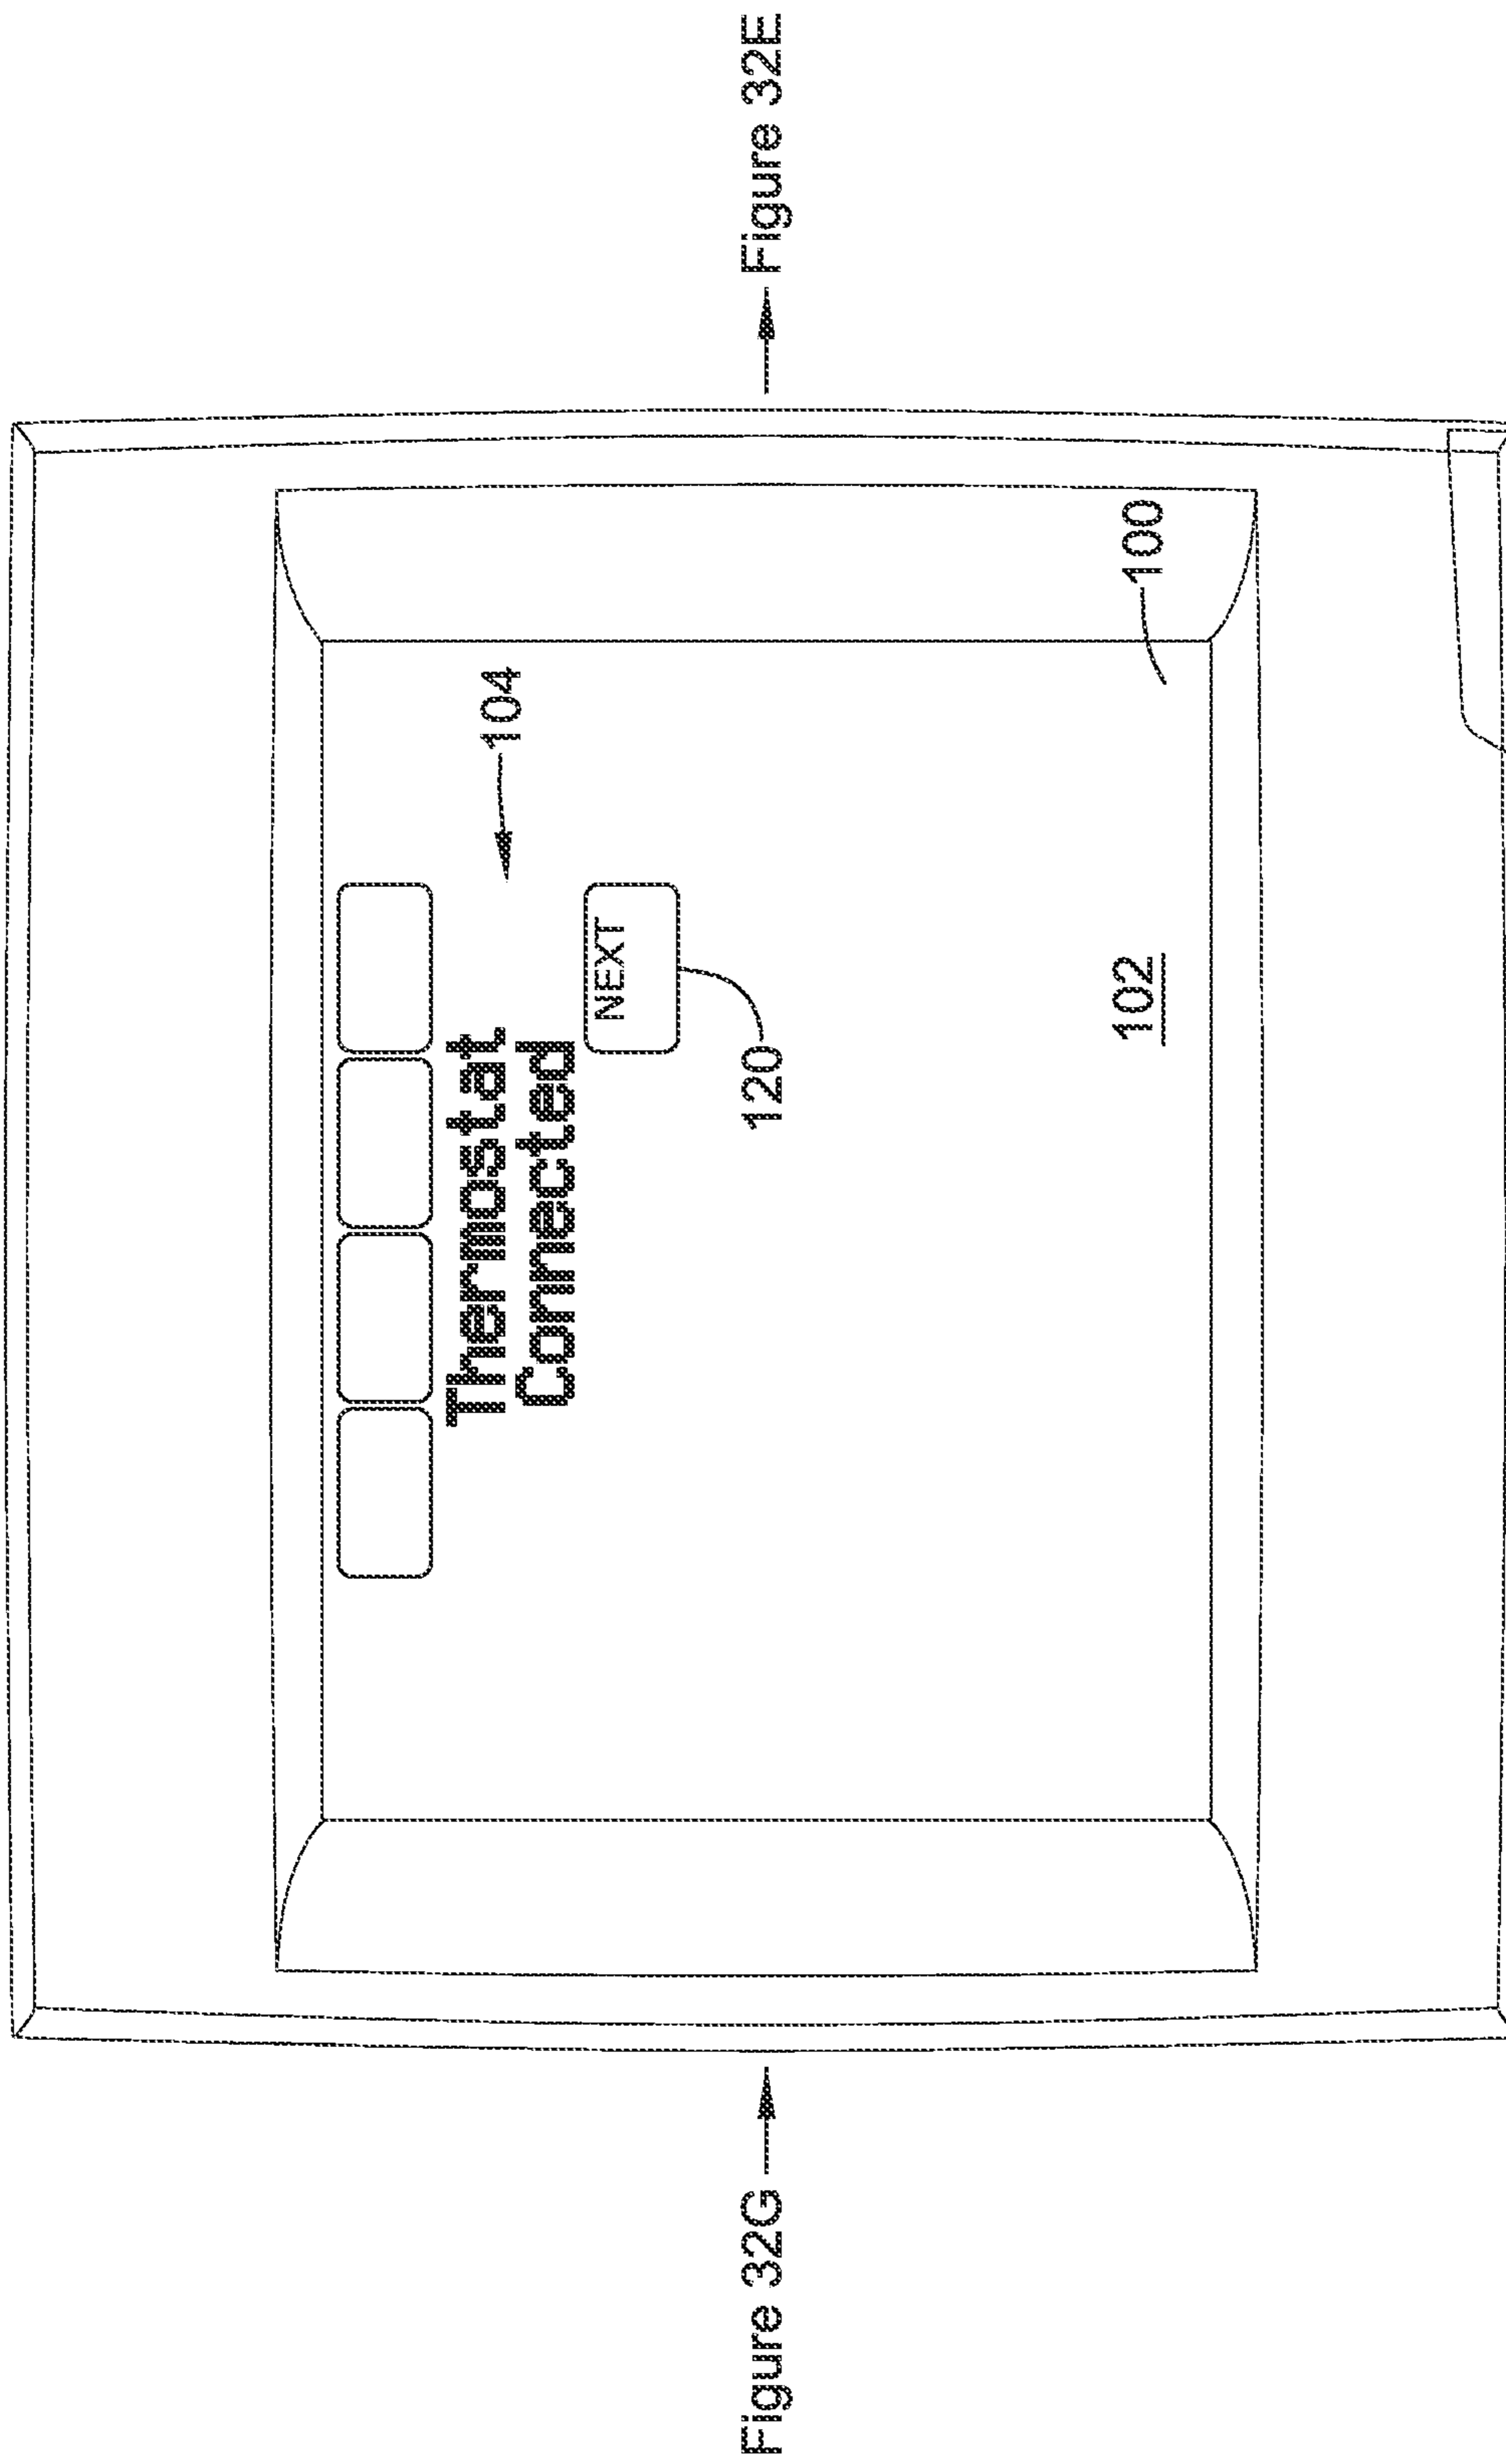 Figure 32G
Thermostat
Connected
104
NEXT
120
102
100
Figure 32E